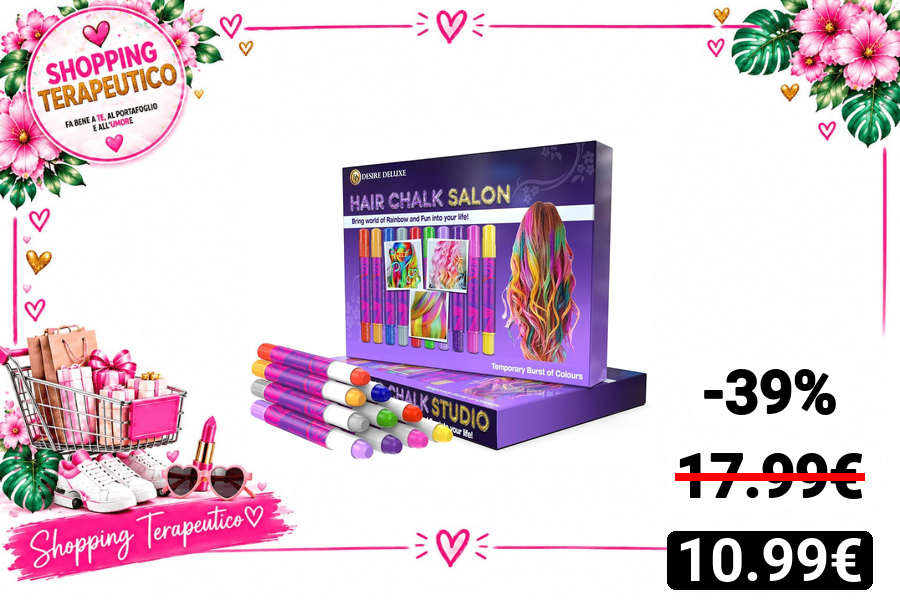 SHOPPING
TERAPEUTICO
FA BENE A TE, AL PORTAFOGLIO
E ALL'UMORE
DESIRE DELUXE
HAIR CHALK SALON
Bring world of Rainbow and Fun into your life!
Temporary Burst of Colours
CHALK STUDIO
your life!
-39%
17.99€
10.99€
Shopping Terapeutico